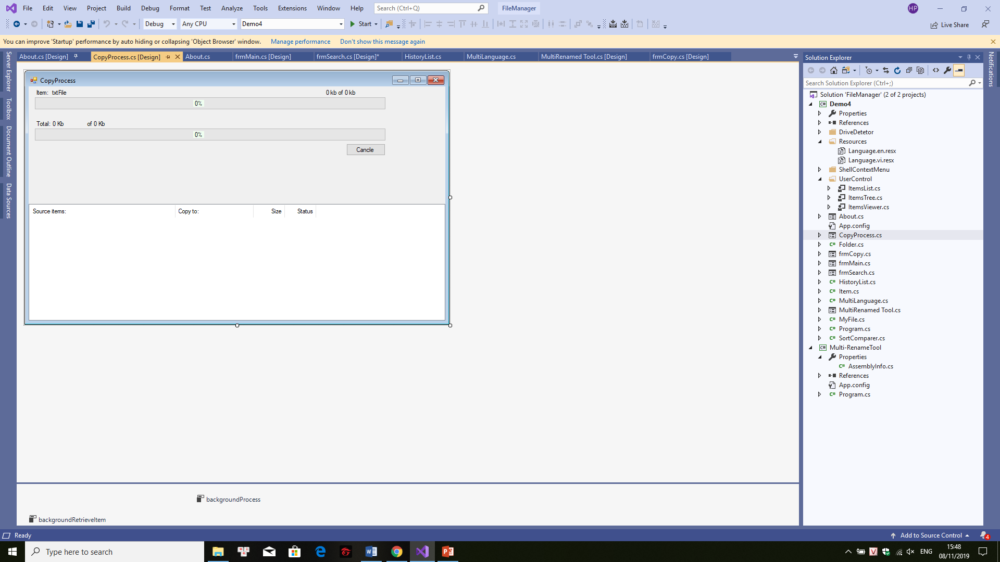 File Edit View Project Build Debug Format Test Analyze Tools Extensions Window Help Search (Ctrl+Q) FileManager HP
Debug Any CPU Demo4 Start Live Share
You can improve 'Startup' performance by auto hiding or collapsing 'Object Browser' window. Manage performance Don't show this message again
Server Explorer
Toolbox
Document Outline
Data Sources
About.cs [Design] CopyProcess.cs [Design] About.cs frmMain.cs [Design] frmSearch.cs [Design]* HistoryList.cs MultiLanguage.cs MultiRenamed Tool.cs [Design] frmCopy.cs [Design]
CopyProcess
Item: txtFile 0 kb of 0 kb
0%
Total: 0 Kb of 0 Kb
0%
Cancle
Source items: Copy to: Size Status
backgroundProcess
backgroundRetrieveItem
Solution Explorer
Search Solution Explorer (Ctrl+;)
Solution 'FileManager' (2 of 2 projects)
C# Demo4
Properties
References
DriveDetetor
Resources
Language.en.resx
Language.vi.resx
ShellContextMenu
UserControl
ItemsList.cs
ItemsTree.cs
ItemsViewer.cs
About.cs
App.config
CopyProcess.cs
C# Folder.cs
frmCopy.cs
frmMain.cs
frmSearch.cs
C# HistoryList.cs
C# Item.cs
C# MultiLanguage.cs
MultiRenamed Tool.cs
C# MyFile.cs
C# Program.cs
C# SortComparer.cs
C# Multi-RenameTool
Properties
C# AssemblyInfo.cs
References
App.config
C# Program.cs
Notifications
Ready Add to Source Control 4
Type here to search ENG 15:48
08/11/2019